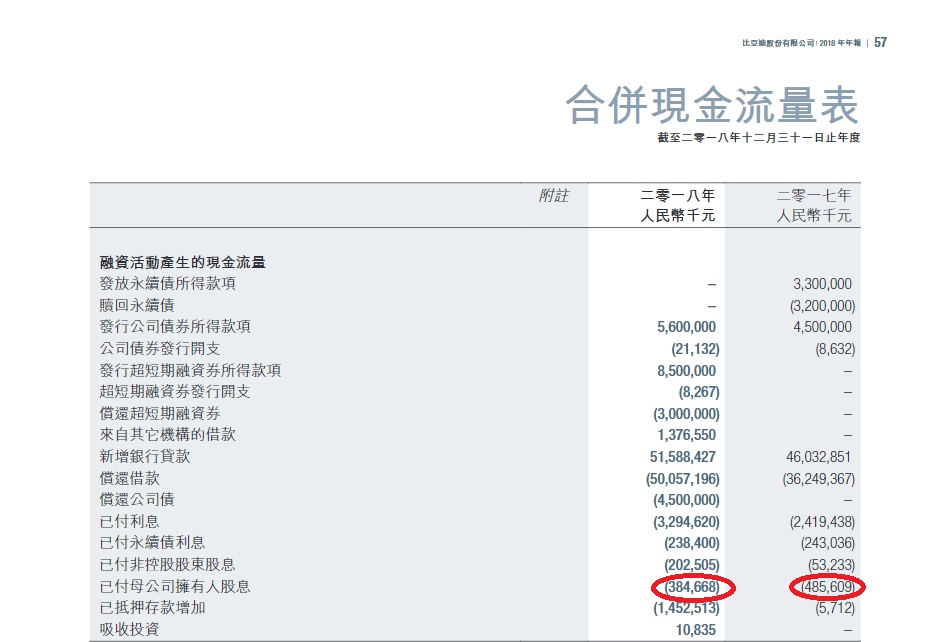 比亞迪股份有限公司 | 2018 年年報 | 57
合併現金流量表
截至二零一八年十二月三十一日止年度
附註 二零一八年 二零一七年
人民幣千元 人民幣千元
融資活動產生的現金流量
發放永續債所得款項 – 3,300,000
贖回永續債 – (3,200,000)
發行公司債券所得款項 5,600,000 4,500,000
公司債券發行開支 (21,132) (8,632)
發行超短期融資券所得款項 8,500,000 –
超短期融資券發行開支 (8,267) –
償還超短期融資券 (3,000,000) –
來自其它機構的借款 1,376,550 –
新增銀行貸款 51,588,427 46,032,851
償還借款 (50,057,196) (36,249,367)
償還公司債 (4,500,000) –
已付利息 (3,294,620) (2,419,438)
已付永續債利息 (238,400) (243,036)
已付非控股股東股息 (202,505) (53,233)
已付母公司擁有人股息 (384,668) (485,609)
已抵押存款增加 (1,452,513) (5,712)
吸收投資 10,835 –